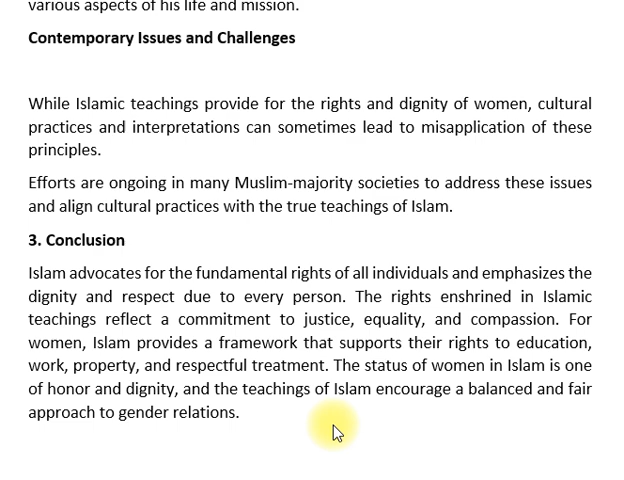 various aspects of his life and mission.
Contemporary Issues and Challenges
While Islamic teachings provide for the rights and dignity of women, cultural
practices and interpretations can sometimes lead to misapplication of these
principles.
Efforts are ongoing in many Muslim-majority societies to address these issues
and align cultural practices with the true teachings of Islam.
3. Conclusion
Islam advocates for the fundamental rights of all individuals and emphasizes the
dignity and respect due to every person. The rights enshrined in Islamic
teachings reflect a commitment to justice, equality, and compassion. For
women, Islam provides a framework that supports their rights to education,
work, property, and respectful treatment. The status of women in Islam is one
of honor and dignity, and the teachings of Islam encourage a balanced and fair
approach to gender relations.